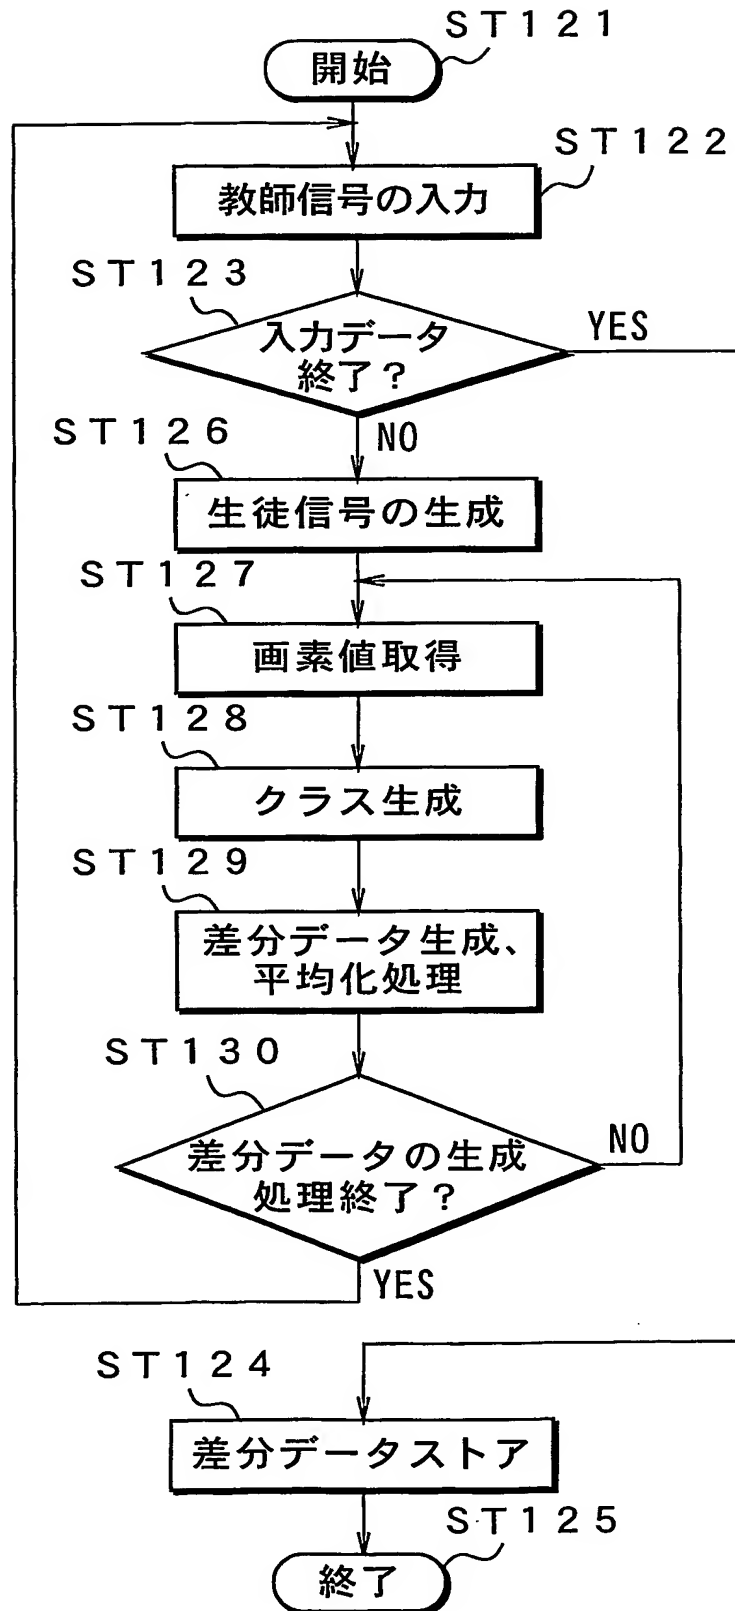 ＳＴ１２１
開始
ＳＴ１２２
教師信号の入力
ＳＴ１２３
入力データ
終了？
YES
NO
ＳＴ１２６
生徒信号の生成
ＳＴ１２７
画素値取得
ＳＴ１２８
クラス生成
ＳＴ１２９
差分データ生成、
平均化処理
ＳＴ１３０
差分データの生成
処理終了？
NO
YES
ＳＴ１２４
差分データストア
ＳＴ１２５
終了